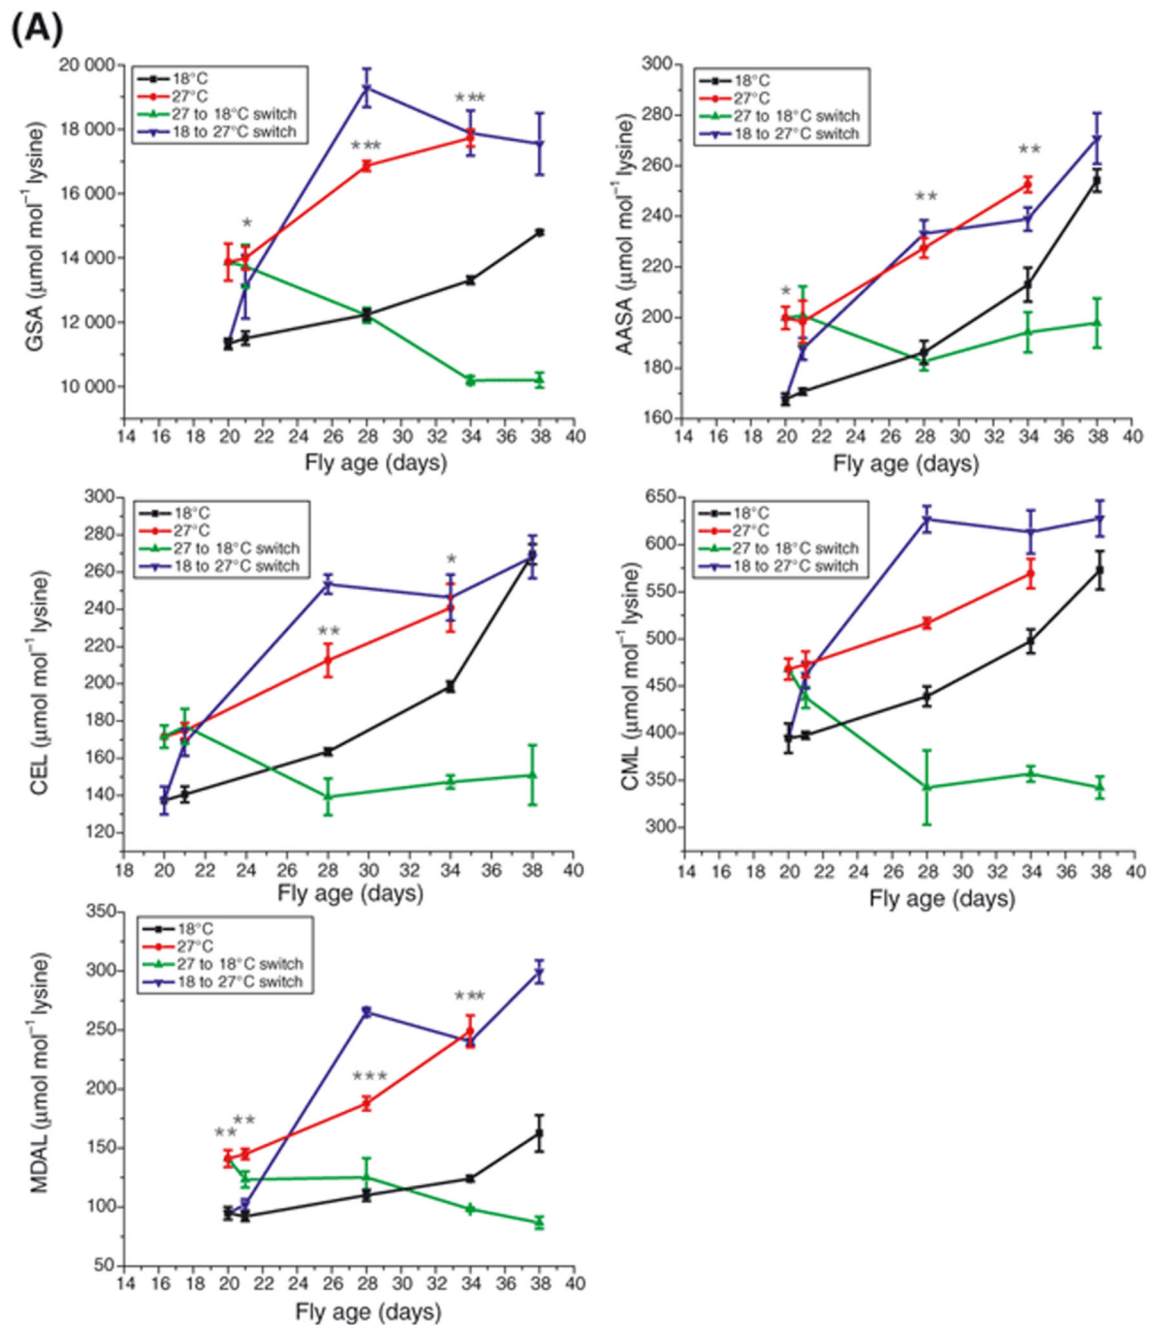 (A)
20 000
18 000
16 000
14 000
12 000
10 000
GSA (μmol mol⁻¹ lysine)
18°C
27°C
27 to 18°C switch
18 to 27°C switch
*
***
***
14 16 18 20 22 24 26 28 30 32 34 36 38 40
Fly age (days)
300
280
260
240
220
200
180
160
AASA (μmol mol⁻¹ lysine)
18°C
27°C
27 to 18°C switch
18 to 27°C switch
*
**
**
14 16 18 20 22 24 26 28 30 32 34 36 38 40
Fly age (days)
300
280
260
240
220
200
180
160
140
120
CEL (μmol mol⁻¹ lysine)
18°C
27°C
27 to 18°C switch
18 to 27°C switch
**
*
18 20 22 24 26 28 30 32 34 36 38 40
Fly age (days)
650
600
550
500
450
400
350
300
CML (μmol mol⁻¹ lysine)
18°C
27°C
27 to 18°C switch
18 to 27°C switch
14 16 18 20 22 24 26 28 30 32 34 36 38 40
Fly age (days)
350
300
250
200
150
100
50
MDAL (μmol mol⁻¹ lysine)
18°C
27°C
27 to 18°C switch
18 to 27°C switch
**
**
***
***
14 16 18 20 22 24 26 28 30 32 34 36 38 40
Fly age (days)